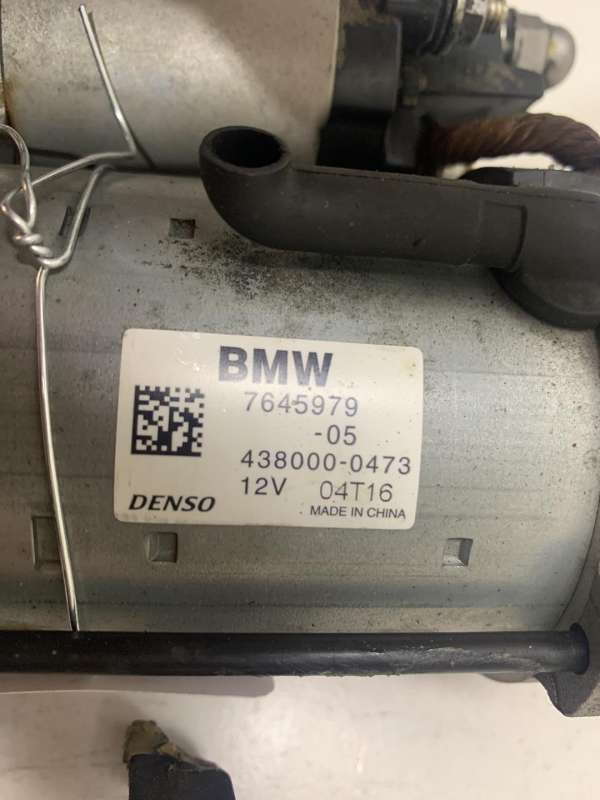 BMW
7645979
-05
438000-0473
12V 04T16
DENSO MADE IN CHINA